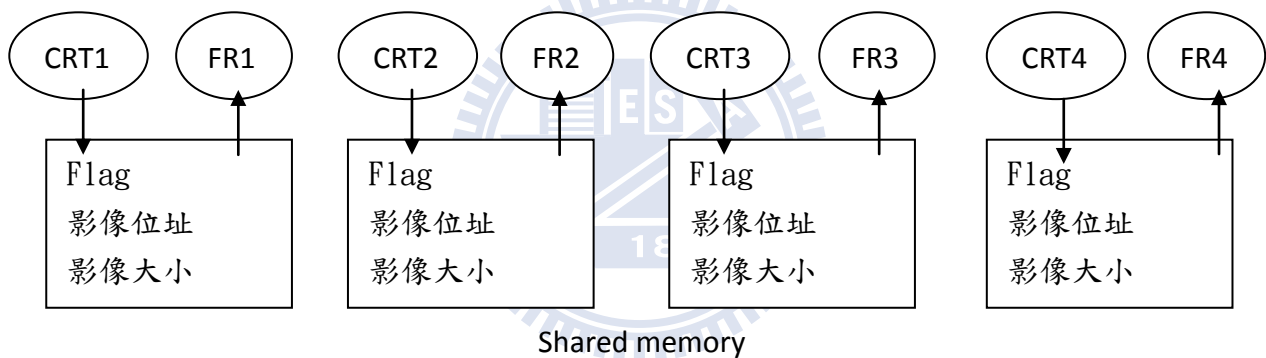 CRT1 FR1 CRT2 FR2 CRT3 FR3 CRT4 FR4
Flag Flag Flag Flag
影像位址 影像位址 影像位址 影像位址
影像大小 影像大小 影像大小 影像大小
Shared memory
ES
18